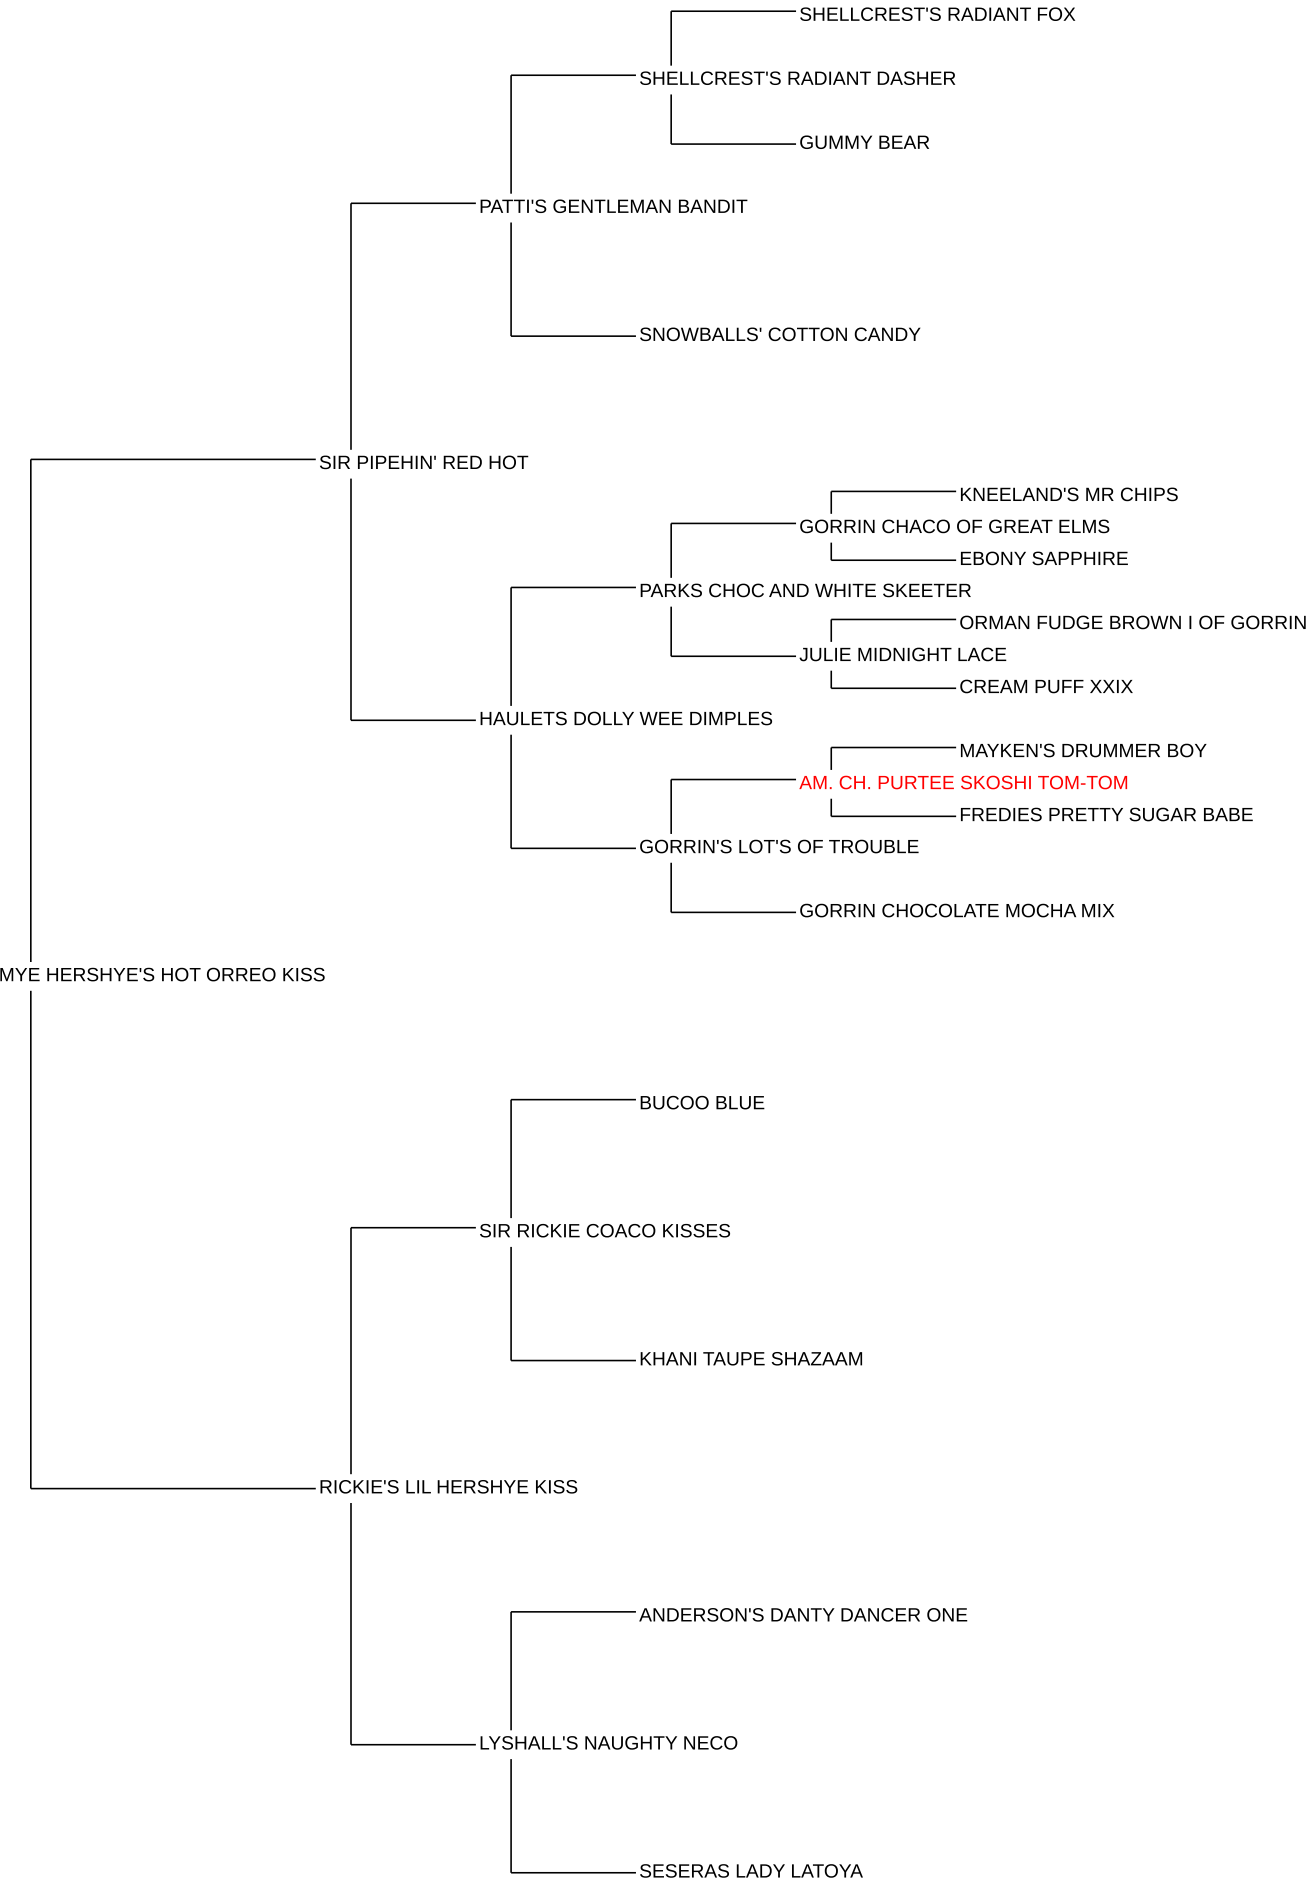 SHELLCREST'S RADIANT FOX
SHELLCREST'S RADIANT DASHER
GUMMY BEAR
PATTI'S GENTLEMAN BANDIT
SNOWBALLS' COTTON CANDY
SIR PIPEHIN' RED HOT
KNEELAND'S MR CHIPS
GORRIN CHACO OF GREAT ELMS
EBONY SAPPHIRE
PARKS CHOC AND WHITE SKEETER
ORMAN FUDGE BROWN I OF GORRIN
JULIE MIDNIGHT LACE
CREAM PUFF XXIX
HAULETS DOLLY WEE DIMPLES
MAYKEN'S DRUMMER BOY
AM. CH. PURTEE SKOSHI TOM-TOM
FREDIES PRETTY SUGAR BABE
GORRIN'S LOT'S OF TROUBLE
GORRIN CHOCOLATE MOCHA MIX
MYE HERSHYE'S HOT ORREO KISS
BUCOO BLUE
SIR RICKIE COACO KISSES
KHANI TAUPE SHAZAAM
RICKIE'S LIL HERSHYE KISS
ANDERSON'S DANTY DANCER ONE
LYSHALL'S NAUGHTY NECO
SESERAS LADY LATOYA